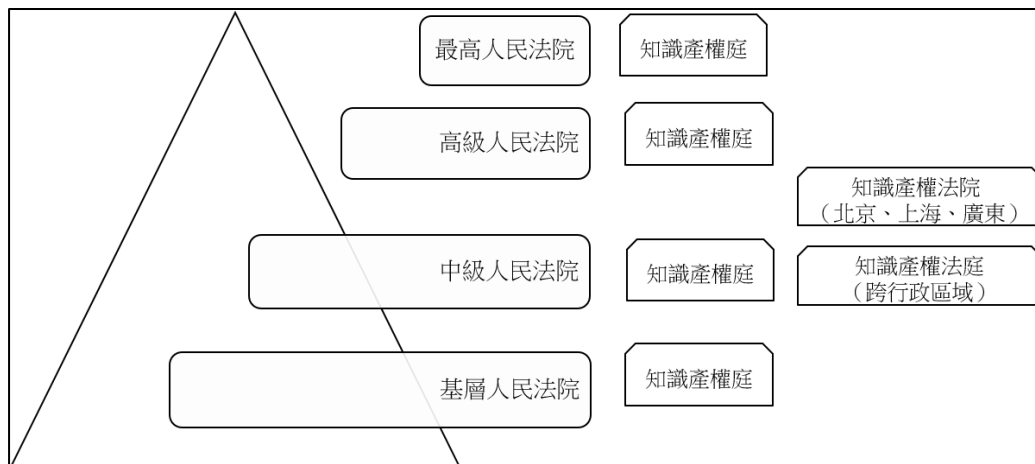 最高人民法院
知識產權庭
高級人民法院
知識產權庭
知識產權法院
（北京、上海、廣東）
中級人民法院
知識產權庭
知識產權法庭
（跨行政區域）
基層人民法院
知識產權庭